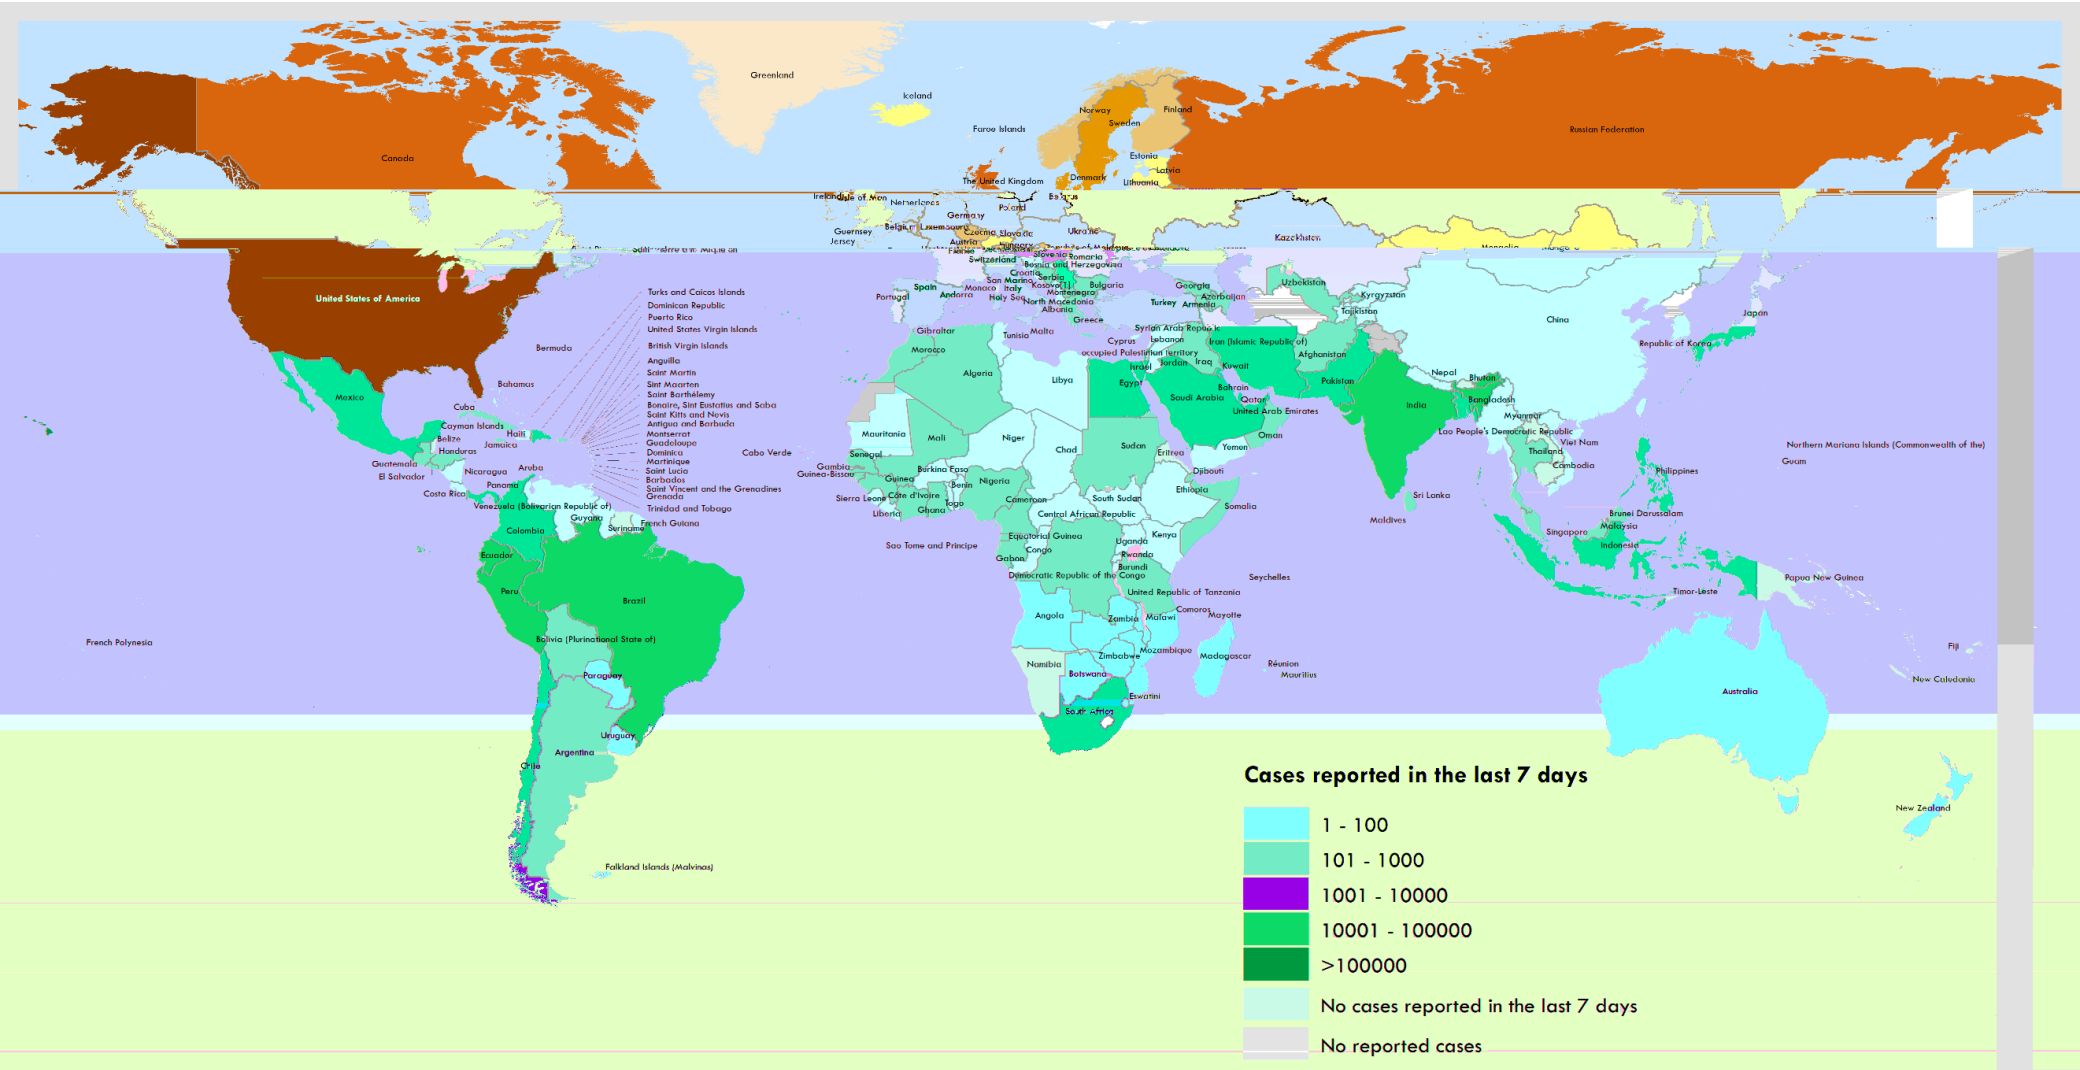 Greenland
Iceland
Norway
Finland
Sweden
Faroe Islands
Russian Federation
Canada
Estonia
Latvia
The United Kingdom
Denmark
Lithuania
Isle of Man
Netherlands
Poland
Belarus
Germany
Belgium
Luxembourg
Guernsey
Jersey
Czechia
Slovakia
Ukraine
Austria
Hungary
Kazakhstan
Mongolia
Slovenia
Romania
Switzerland
Bosnia and Herzegovina
Croatia
Serbia
San Marino
Spain
Monaco
Italy
Kosovo[1]
Bulgaria
Georgia
Uzbekistan
Portugal
Andorra
Holy See
Montenegro
Azerbaijan
Kyrgyzstan
North Macedonia
Turkey
Armenia
Albania
Tajikistan
Greece
China
Japan
United States of America
Turks and Caicos Islands
Dominican Republic
Puerto Rico
United States Virgin Islands
British Virgin Islands
Anguilla
Saint Martin
Sint Maarten
Saint Barthélemy
Bonaire, Sint Eustatius and Saba
Saint Kitts and Nevis
Antigua and Barbuda
Montserrat
Guadeloupe
Dominica
Martinique
Saint Lucia
Barbados
Saint Vincent and the Grenadines
Grenada
Trinidad and Tobago
Bermuda
Bahamas
Mexico
Cuba
Cayman Islands
Haiti
Belize
Jamaica
Honduras
Guatemala
Nicaragua
Aruba
El Salvador
Panama
Costa Rica
Venezuela (Bolivarian Republic of)
Guyana
French Guiana
Suriname
Colombia
Ecuador
Peru
Brazil
Bolivia (Plurinational State of)
Paraguay
Uruguay
Argentina
Chile
Falkland Islands (Malvinas)
French Polynesia
Gibraltar
Tunisia
Malta
Syrian Arab Republic
Cyprus
Lebanon
Iran (Islamic Republic of)
Republic of Korea
Morocco
occupied Palestinian territory
Afghanistan
Israel
Jordan
Iraq
Kuwait
Algeria
Libya
Egypt
Pakistan
Nepal
Bhutan
Bahrain
Saudi Arabia
Qatar
India
Bangladesh
United Arab Emirates
Myanmar
Mauritania
Mali
Niger
Chad
Sudan
Oman
Yemen
Lao People's Democratic Republic
Viet Nam
Cabo Verde
Senegal
Eritrea
Thailand
Gambia
Guinea-Bissau
Guinea
Burkina Faso
Benin
Nigeria
Djibouti
Cambodia
Philippines
Northern Mariana Islands (Commonwealth of the)
Guam
Sierra Leone
Côte d'Ivoire
Togo
Cameroon
South Sudan
Ethiopia
Liberia
Ghana
Central African Republic
Somalia
Sri Lanka
Maldives
Brunei Darussalam
Malaysia
Singapore
Indonesia
Equatorial Guinea
Kenya
Uganda
Sao Tome and Principe
Congo
Gabon
Rwanda
Burundi
Democratic Republic of the Congo
Seychelles
Papua New Guinea
United Republic of Tanzania
Timor-Leste
Angola
Zambia
Malawi
Comoros
Mayotte
Mozambique
Zimbabwe
Madagascar
Namibia
Botswana
Réunion
Mauritius
Eswatini
South Africa
Fiji
New Caledonia
Australia
New Zealand
Cases reported in the last 7 days
1 - 100
101 - 1000
1001 - 10000
10001 - 100000
>100000
No cases reported in the last 7 days
No reported cases